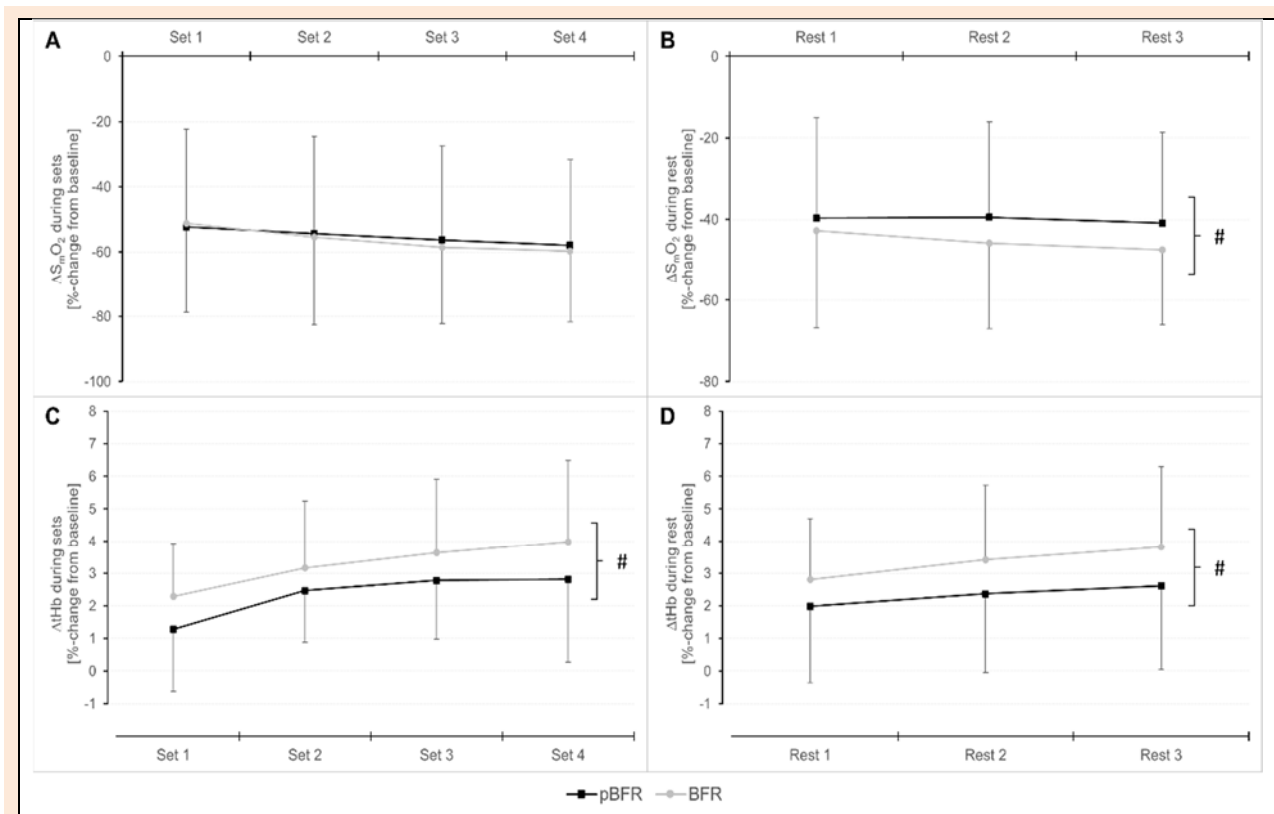 A
Set 1 Set 2 Set 3 Set 4
0
-20
-40
-60
-80
-100
ΔSmO2 during sets
[%-change from baseline]
B
Rest 1 Rest 2 Rest 3
0
-20
-40
-60
-80
ΔSmO2 during rest
[%-change from baseline]
#
C
8
7
6
5
4
3
2
1
0
-1
ΔtHb during sets
[%-change from baseline]
#
Set 1 Set 2 Set 3 Set 4
D
8
7
6
5
4
3
2
1
0
-1
ΔtHb during rest
[%-change from baseline]
#
Rest 1 Rest 2 Rest 3
pBFR BFR